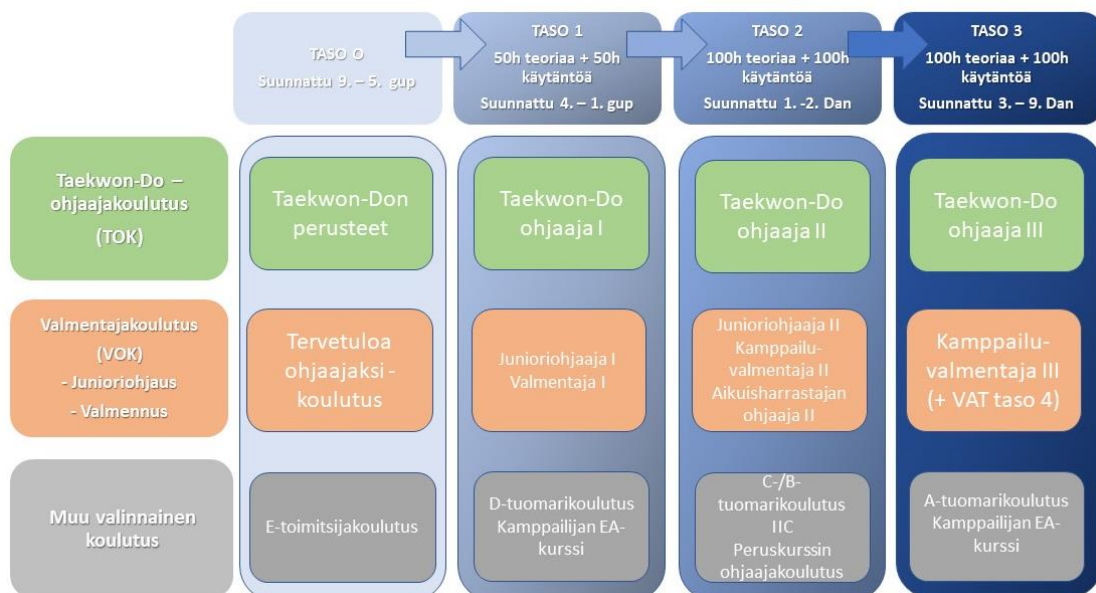 TASO O
Suunnattu 9. – 5. gup
TASO 1
50h teoriaa + 50h
käytäntöä
Suunnattu 4. – 1. gup
TASO 2
100h teoriaa + 100h
käytäntöä
Suunnattu 1. -2. Dan
TASO 3
100h teoriaa + 100h
käytäntöä
Suunnattu 3. – 9. Dan
Taekwon-Do –
ohjaajakoulutus
(TOK)
Taekwon-Don
perusteet
Taekwon-Do
ohjaaja I
Taekwon-Do
ohjaaja II
Taekwon-Do
ohjaaja III
Valmentajakoulutus
(VOK)
- Junioriohjaus
- Valmennus
Tervetuloa
ohjaajaksi -
koulutus
Junioriohjaaja I
Valmentaja I
Junioriohjaaja II
Kamppailu-
valmentaja II
Aikuisharrastajan
ohjaaja II
Kamppailu-
valmentaja III
(+ VAT taso 4)
Muu valinnainen
koulutus
E-toimitsijakoulutus
D-tuomarikoulutus
Kamppailijan EA-
kurssi
C-/B-
tuomarikoulutus
IIC
Peruskurssin
ohjaajakoulutus
A-tuomarikoulutus
Kamppailijan EA-
kurssi